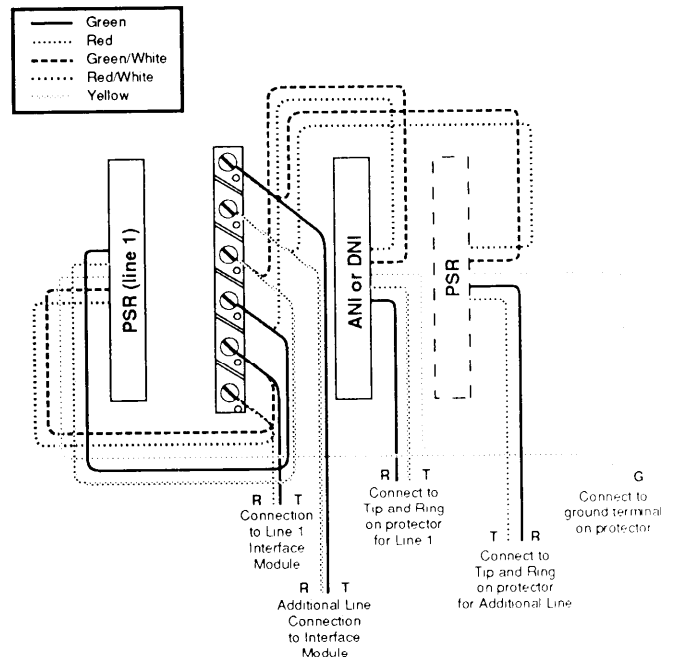 Green
Red
Green/White
Red/White
Yellow
PSR (line 1)
ANI or DNI
PSR
R T
Connection
to Line 1
Interface
Module
R T
Additional Line
Connection
to Interface
Module
R T
Connect to
Tip and Ring
on protector
for Line 1
T R
Connect to
Tip and Ring
on protector
for Additional Line
G
Connect to
ground terminal
on protector